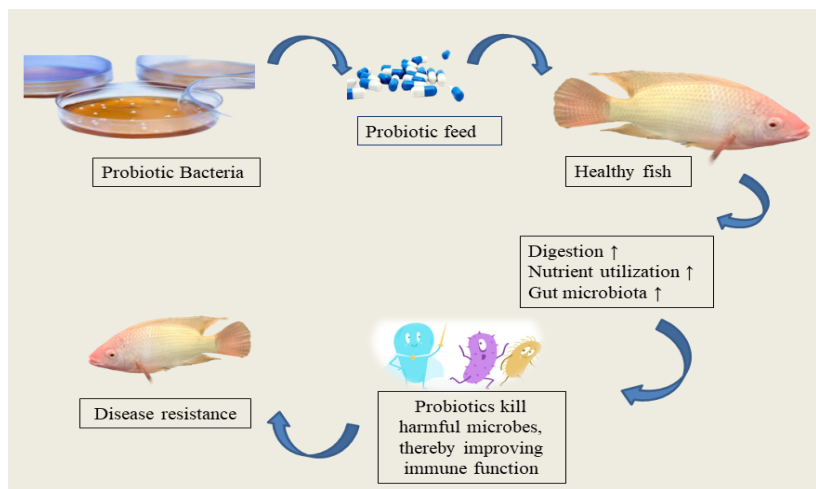 Probiotic Bacteria
Probiotic feed
Healthy fish
Digestion ↑
Nutrient utilization ↑
Gut microbiota ↑
Probiotics kill
harmful microbes,
thereby improving
immune function
Disease resistance